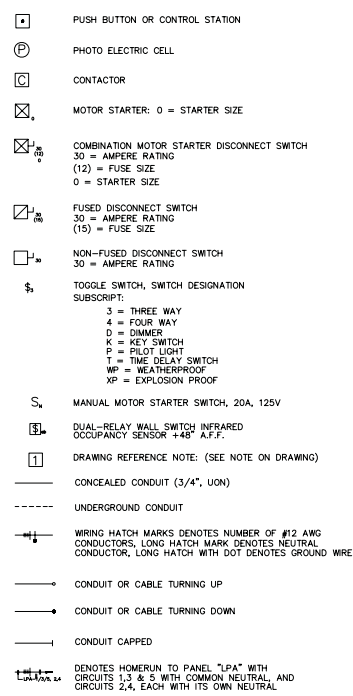 PUSH BUTTON OR CONTROL STATION
P PHOTO ELECTRIC CELL
C CONTACTOR
0 MOTOR STARTER: 0 = STARTER SIZE
30 COMBINATION MOTOR STARTER DISCONNECT SWITCH
(12) 30 = AMPERE RATING
0 (12) = FUSE SIZE
0 = STARTER SIZE
30 FUSED DISCONNECT SWITCH
(15) 30 = AMPERE RATING
(15) = FUSE SIZE
30 NON-FUSED DISCONNECT SWITCH
30 = AMPERE RATING
$3 TOGGLE SWITCH, SWITCH DESIGNATION
SUBSCRIPT:
3 = THREE WAY
4 = FOUR WAY
D = DIMMER
K = KEY SWITCH
P = PILOT LIGHT
T = TIME DELAY SWITCH
WP = WEATHERPROOF
XP = EXPLOSION PROOF
S MANUAL MOTOR STARTER SWITCH, 20A, 125V
$ DUAL-RELAY WALL SWITCH INFRARED
OCCUPANCY SENSOR +48" A.F.F.
1 DRAWING REFERENCE NOTE: (SEE NOTE ON DRAWING)
CONCEALED CONDUIT (3/4", UON)
UNDERGROUND CONDUIT
WIRING HATCH MARKS DENOTES NUMBER OF #12 AWG
CONDUCTORS, LONG HATCH MARK DENOTES NEUTRAL
CONDUCTOR, LONG HATCH WITH DOT DENOTES GROUND WIRE
CONDUIT OR CABLE TURNING UP
CONDUIT OR CABLE TURNING DOWN
CONDUIT CAPPED
DENOTES HOMERUN TO PANEL "LPA" WITH
CIRCUITS 1,3 & 5 WITH COMMON NEUTRAL, AND
CIRCUITS 2,4, EACH WITH ITS OWN NEUTRAL